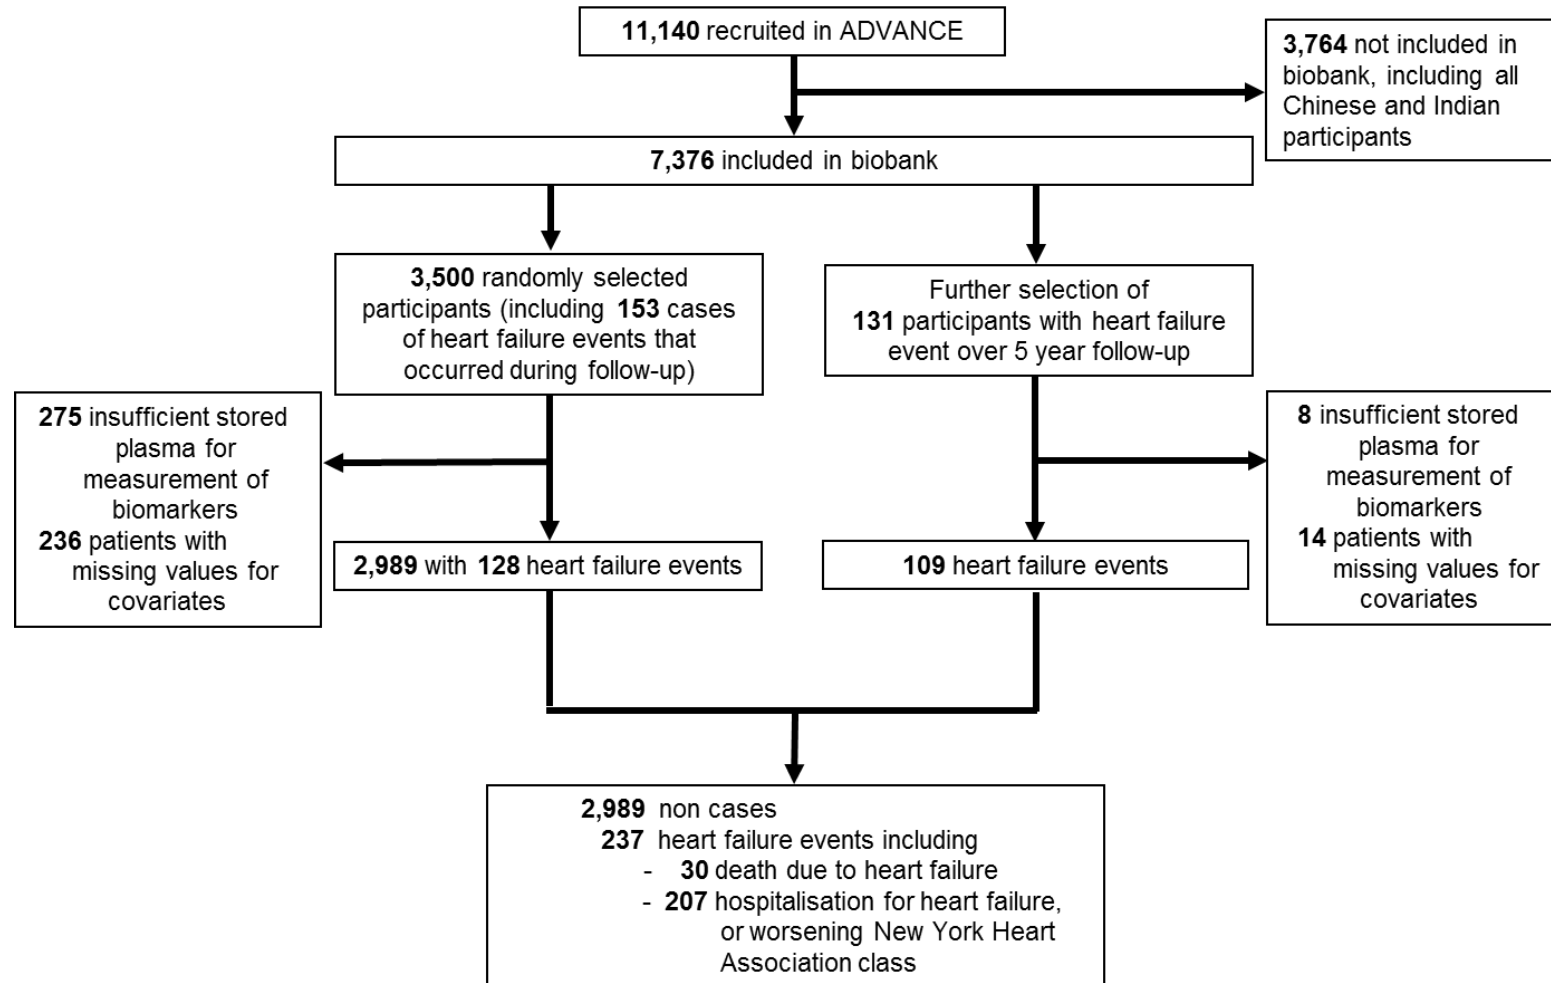 11,140 recruited in ADVANCE
3,764 not included in
biobank, including all
Chinese and Indian
participants
7,376 included in biobank
3,500 randomly selected
participants (including 153 cases
of heart failure events that
occurred during follow-up)
Further selection of
131 participants with heart failure
event over 5 year follow-up
275 insufficient stored
plasma for
measurement of
biomarkers
236 patients with
missing values for
covariates
8 insufficient stored
plasma for
measurement of
biomarkers
14 patients with
missing values for
covariates
2,989 with 128 heart failure events
109 heart failure events
2,989 non cases
237 heart failure events including
- 30 death due to heart failure
- 207 hospitalisation for heart failure,
or worsening New York Heart
Association class